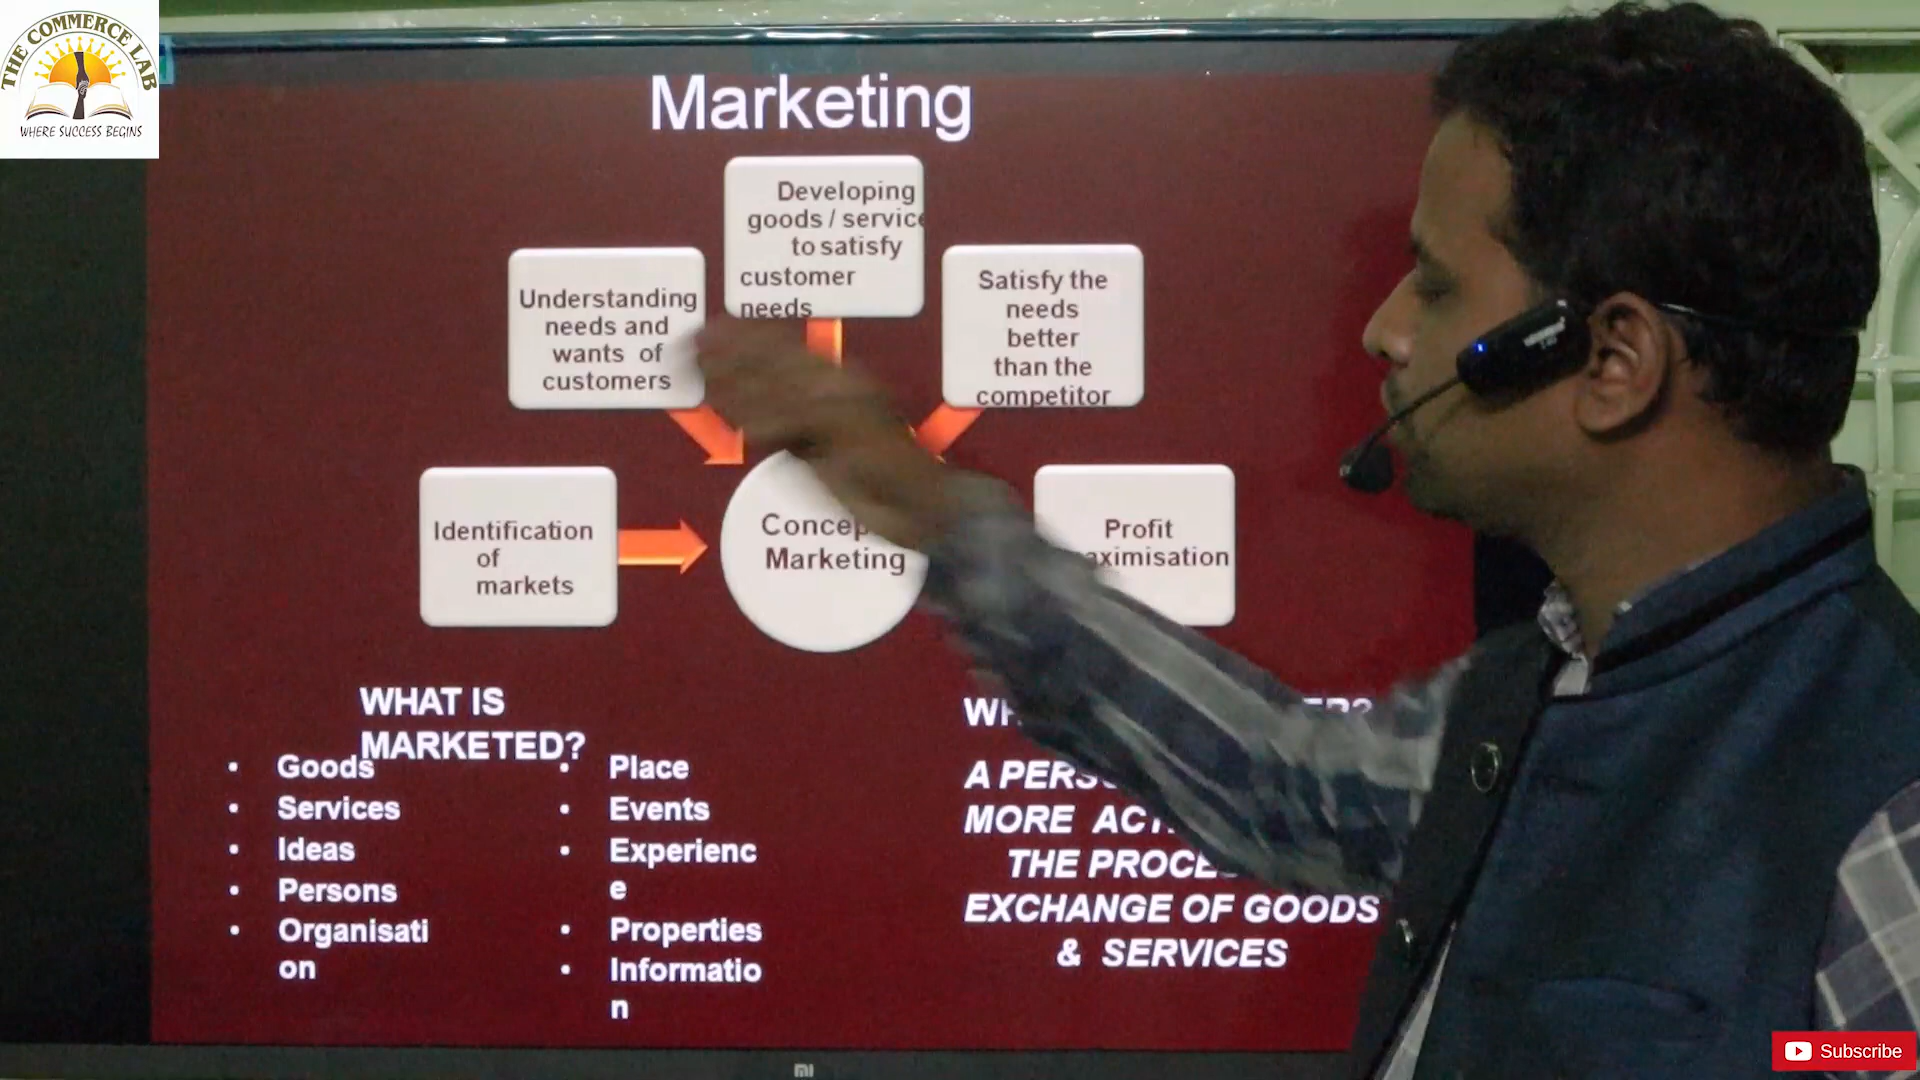 THE COMMERCE LAB
WHERE SUCCESS BEGINS
Marketing
Developing
goods / service
to satisfy
customer
needs
Understanding
needs and
wants of
customers
Satisfy the
needs
better
than the
competitor
Identification
of
markets
Marketing
Profit
WHAT IS
MARKETED?
• Goods
• Services
• Ideas
• Persons
• Organisati
on
• Place
• Events
• Experienc
e
• Properties
• Informatio
n
A
MORE
THE
EXCHANGE OF GOODS
& SERVICES
mi
Subscribe